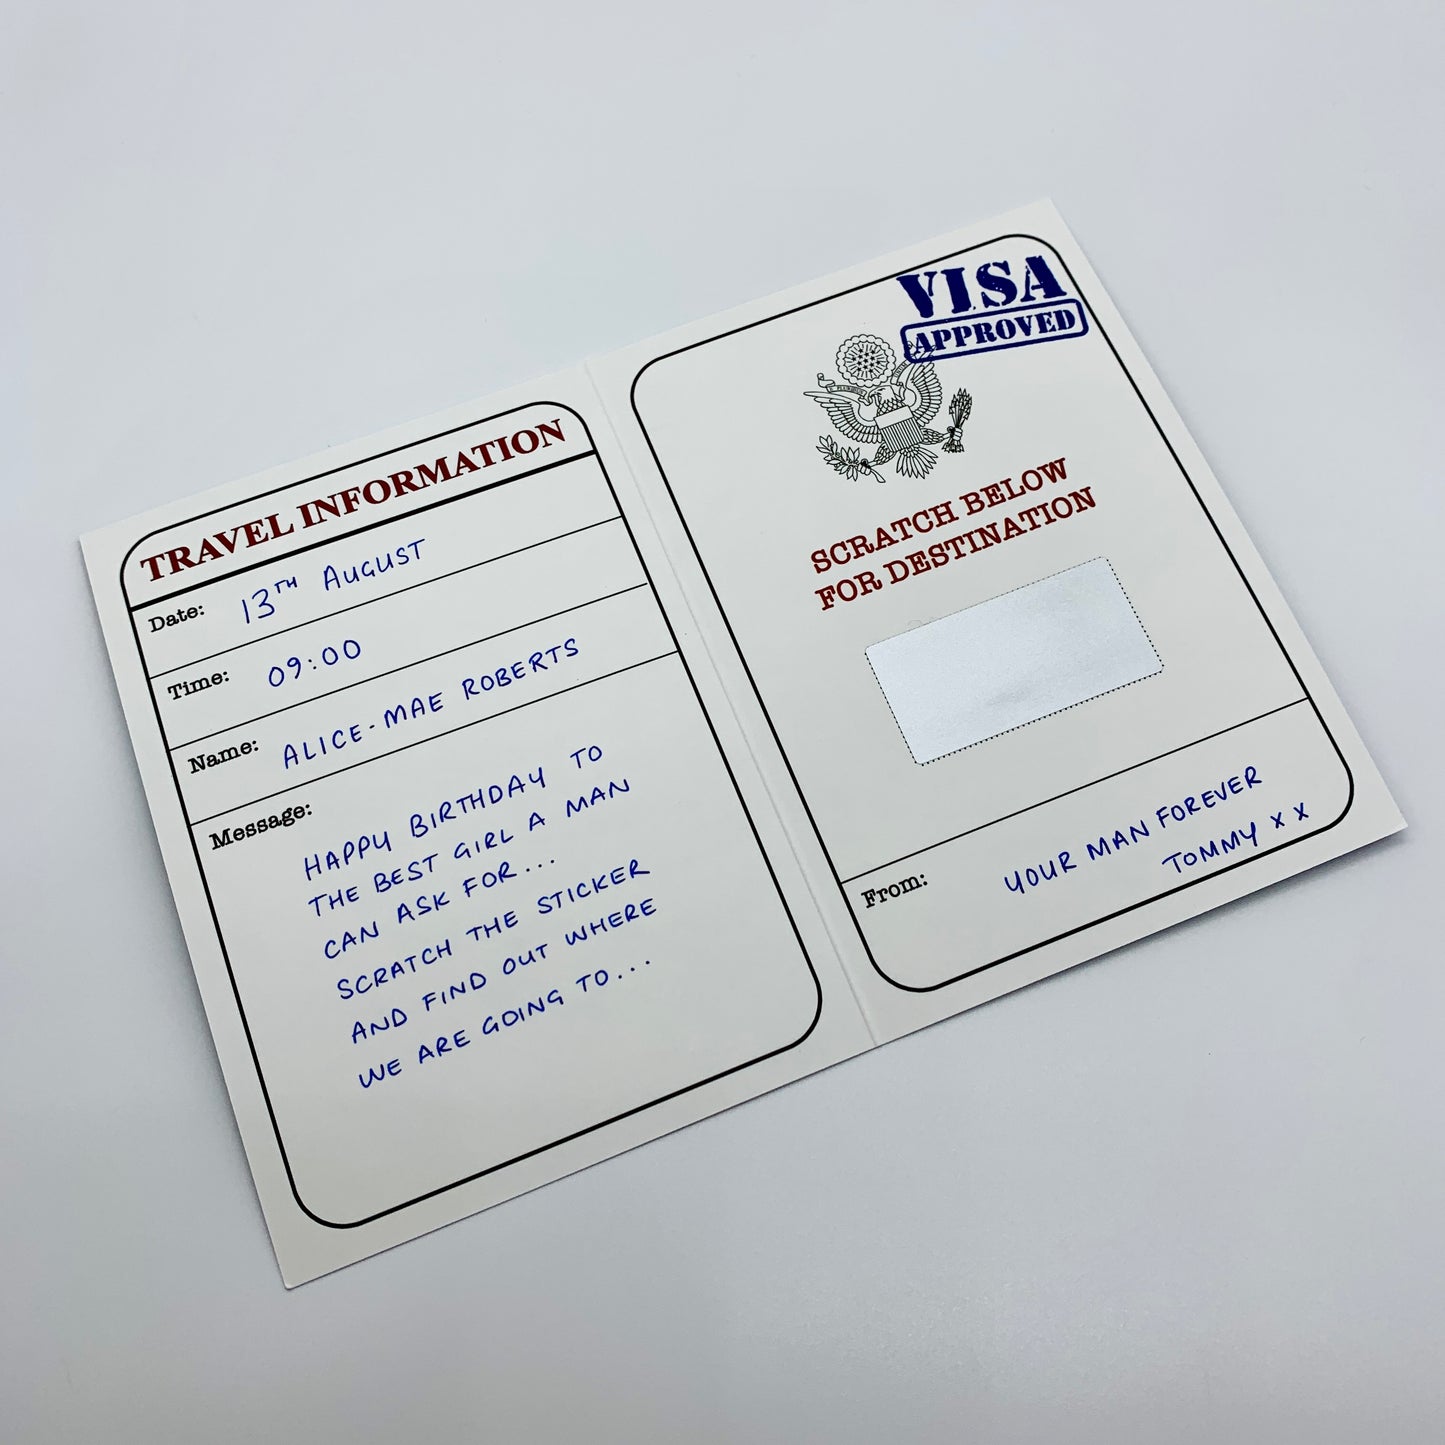 TRAVEL INFORMATION
Date: 13TH AUGUST
Time: 09:00
Name: ALICE-MAE ROBERTS
Message:
HAPPY BIRTHDAY TO
THE BEST GIRL A MAN
CAN ASK FOR...
SCRATCH THE STICKER
AND FIND OUT WHERE
WE ARE GOING TO...
VISA
APPROVED
SCRATCH BELOW
FOR DESTINATION
From: YOUR MAN FOREVER
TOMMY x x